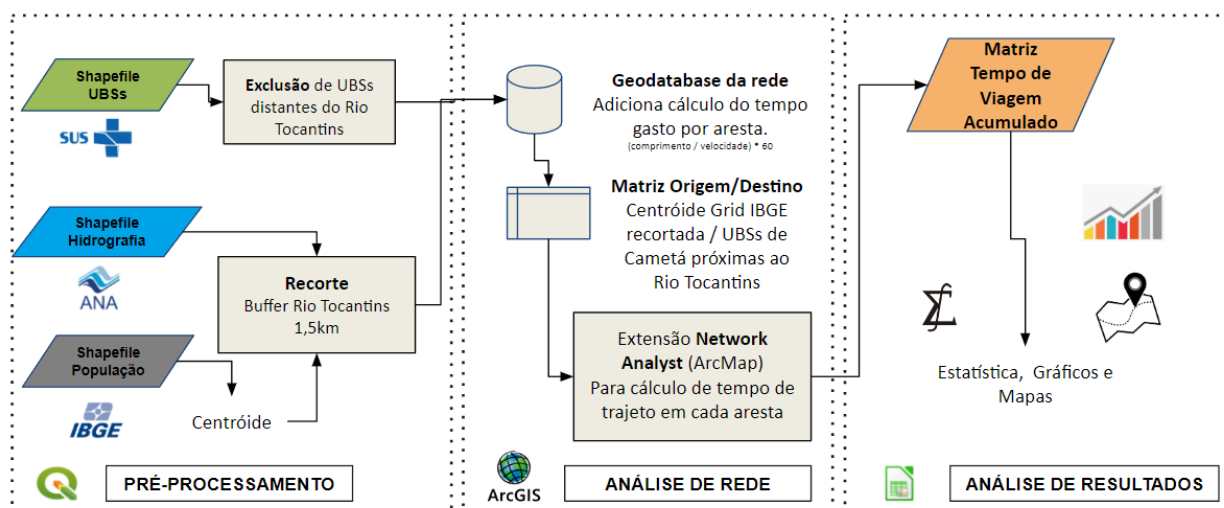 Shapefile
UBSs
SUS
Exclusão de UBSs
distantes do Rio
Tocantins
Shapefile
Hidrografia
ANA
Recorte
Buffer Rio Tocantins
1,5km
Shapefile
População
IBGE
Centróide
PRÉ-PROCESSAMENTO
Geodatabase da rede
Adiciona cálculo do tempo
gasto por aresta.
(comprimento / velocidade) * 60
Matriz Origem/Destino
Centróide Grid IBGE
recortada / UBSs de
Cametá próximas ao
Rio Tocantins
Extensão Network
Analyst (ArcMap)
Para cálculo de tempo de
trajeto em cada aresta
ArcGIS
ANÁLISE DE REDE
Matriz
Tempo de
Viagem
Acumulado
Estatística, Gráficos e
Mapas
ANÁLISE DE RESULTADOS